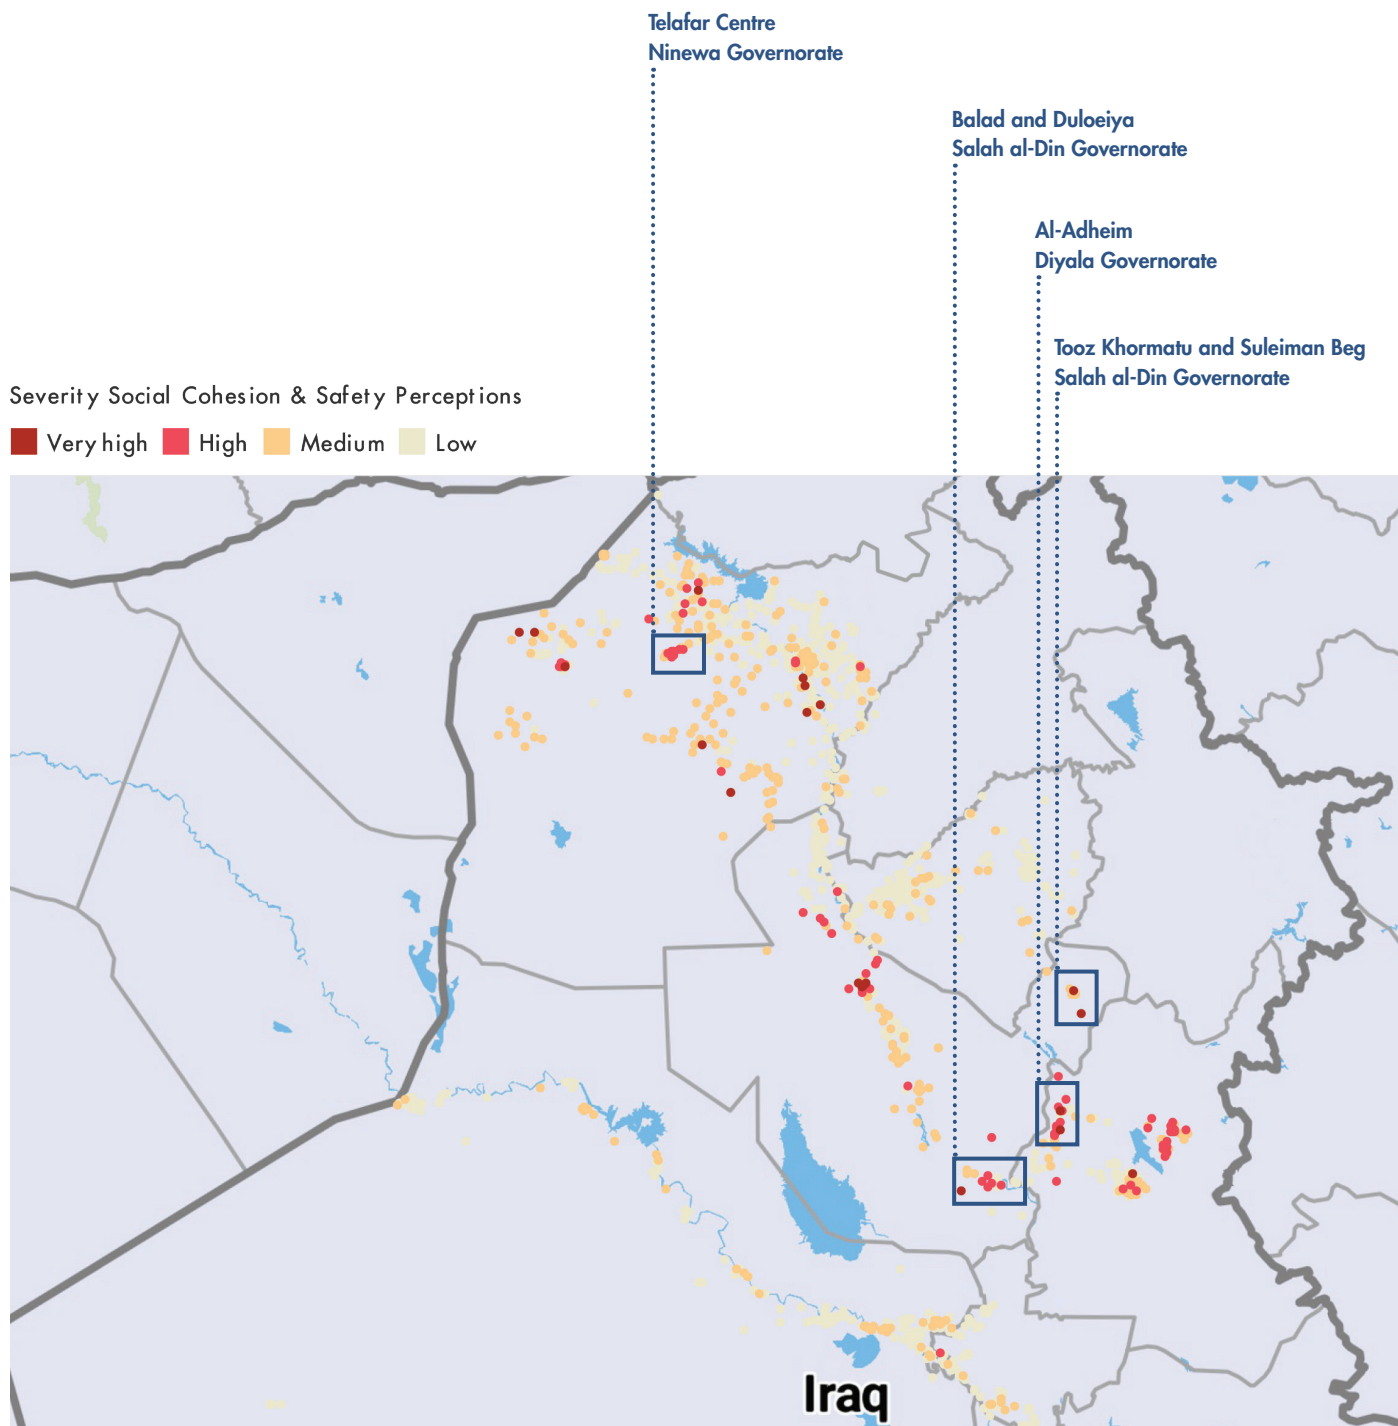 Telafar Centre
Ninewa Governorate
Balad and Duloeiya
Salah al-Din Governorate
Al-Adheim
Diyala Governorate
Tooz Khormatu and Suleiman Beg
Salah al-Din Governorate
Severity Social Cohesion & Safety Perceptions
Very high High Medium Low
Iraq